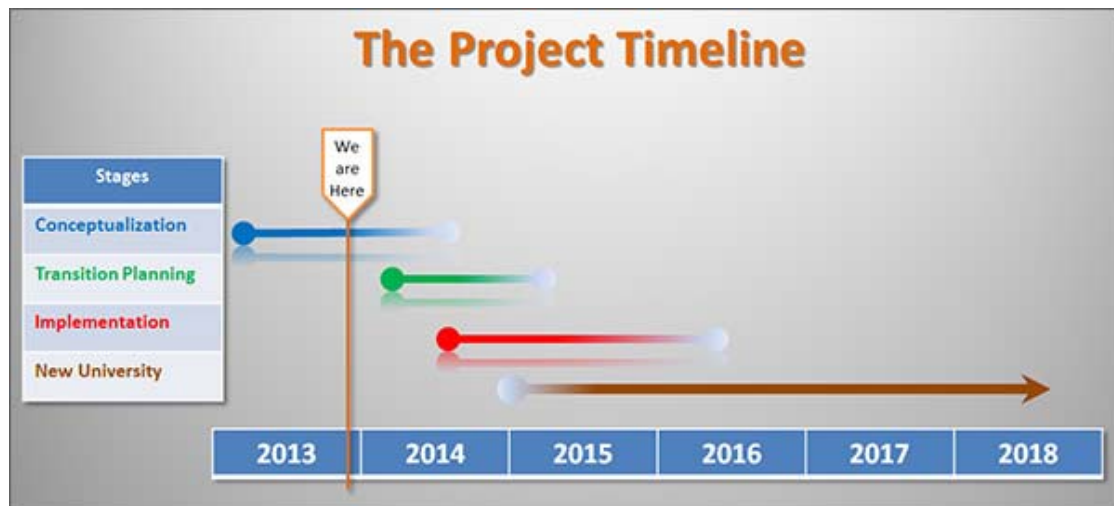 The Project Timeline
We
are
Here
Stages
Conceptualization
Transition Planning
Implementation
New University
2013 2014 2015 2016 2017 2018